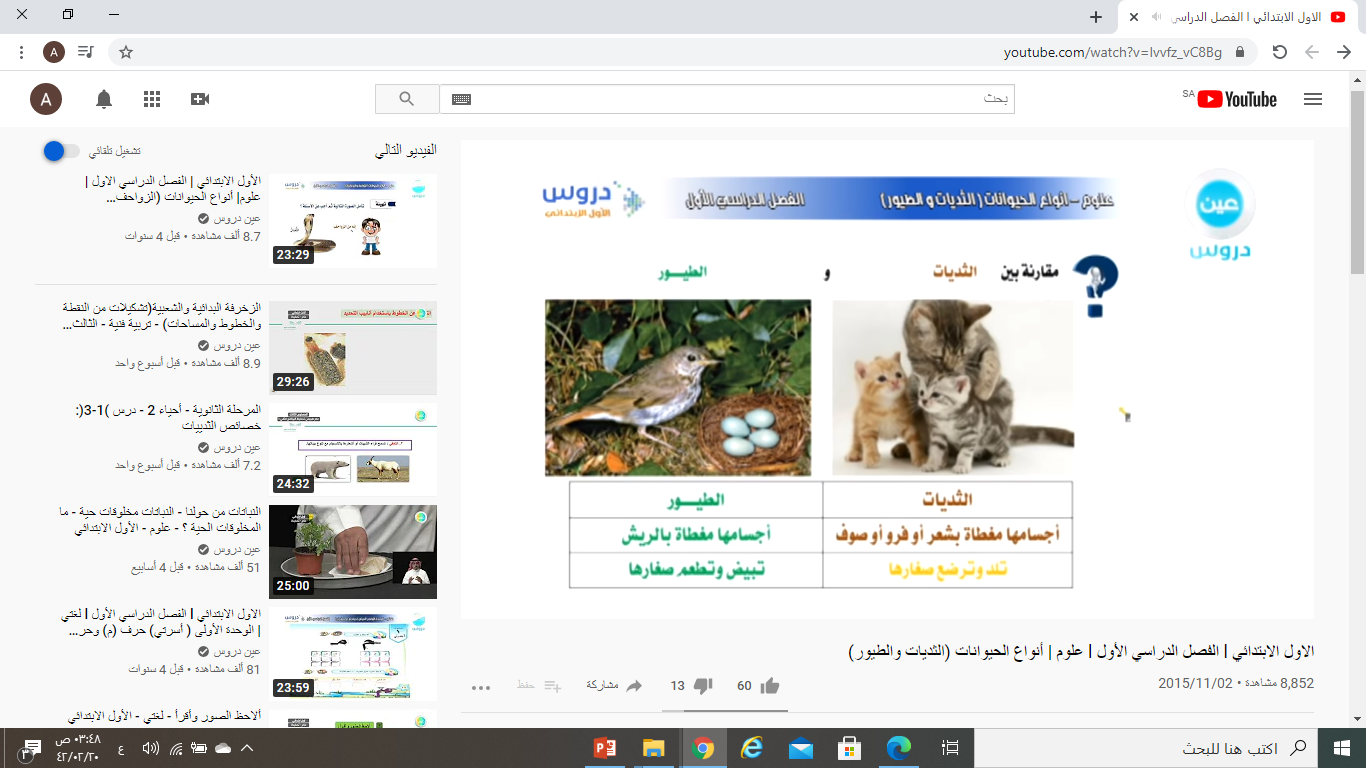 الاول الابتدائي | الفصل الدراسي
youtube.com/watch?v=lvvfz_vC8Bg
A
YouTube SA
بحث
A
عين
دروس
علوم – أنواع الحيوانات ( الثديات و الطيور)
الفصل الدراسي الأول
دروس
الأول الابتدائي
مقارنة بين الثديات و الطيـور
الثديات
الطيـور
أجسامها مغطاة بشعر أو فرو أو صوف
أجسامها مغطاة بالريش
تلد وترضع صغارها
تبيض وتطعم صغارها
الاول الابتدائي | الفصل الدراسي الأول | علوم | أنواع الحيوانات (الثديات والطيور)
8,852 مشاهدة • 2015/11/02
60
13
مشاركة
حفظ
الفيديو التالي
تشغيل تلقائي
23:29
الأول الابتدائي | الفصل الدراسي الاول |
علوم| أنواع الحيوانات (الزواحف...
عين دروس
8.7 ألف مشاهدة • قبل 4 سنوات
29:26
الزخرفة البدائية والشعبية(تشكيلات من النقطة
والخطوط والمساحات) - تربية فنية - الثالث...
عين دروس
8.9 ألف مشاهدة • قبل أسبوع واحد
24:32
المرحلة الثانوية - أحياء 2 - درس )1-3(:
خصائص الثدييات
عين دروس
7.2 ألف مشاهدة • قبل أسبوع واحد
25:00
النباتات من حولنا - النباتات مخلوقات حية - ما
المخلوقات الحية ؟ - علوم - الأول الابتدائي
عين دروس
51 ألف مشاهدة • قبل 4 أسابيع
23:59
الاول الابتدائي | الفصل الدراسي الأول | لغتي
| الوحدة الأولى ( أسرتي) حرف (م) وحر...
عين دروس
81 ألف مشاهدة • قبل 4 سنوات
ألاحظ الصور وأقرأ - لغتي - الأول الابتدائي
اكتب هنا للبحث
ع
٠٣:٤٨ ص
٤٢/٠٢/٢٠
٣